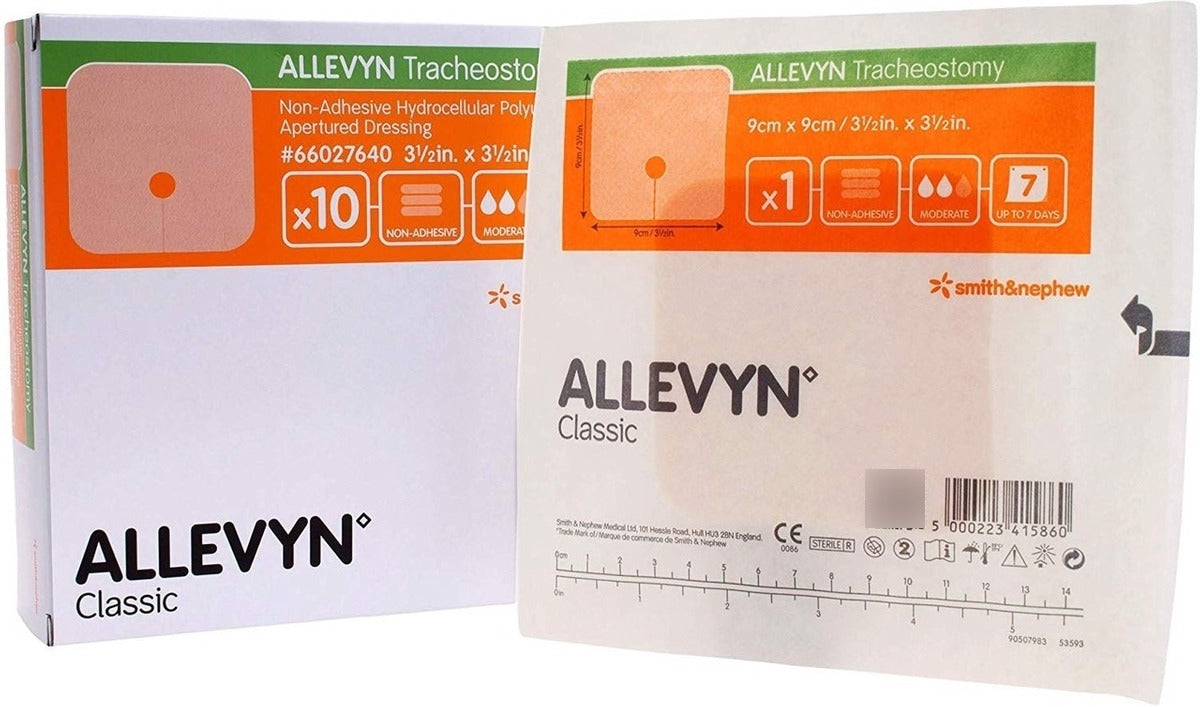 ALLEVYN Tracheosto
Non-Adhesive Hydrocellular Polyu
Apertured Dressing
#66027640 3½in. x 3½in
x10
NON-ADHESIVE
MODERAT
s
ALLEVYN◊
Classic
ALLEVYN Tracheostomy
ALLEVYN Tracheostomy
9cm x 9cm / 3½in. x 3½in.
9cm / 3½in.
9cm / 3½in.
x1
NON-ADHESIVE
MODERATE
7
UP TO 7 DAYS
smith&nephew
ALLEVYN◊
Classic
Smith & Nephew Medical Ltd, 101 Hessle Road, Hull HU3 2BN England.
◊Trade Mark of/Marque de commerce de Smith & Nephew
CE
0086
STERILE R
2
i
5 000223 415860
0cm 1 2 3 4 5 6 7 8 9 10 11 12 13 14
0in 1 2 3 4 5
90507983 53593